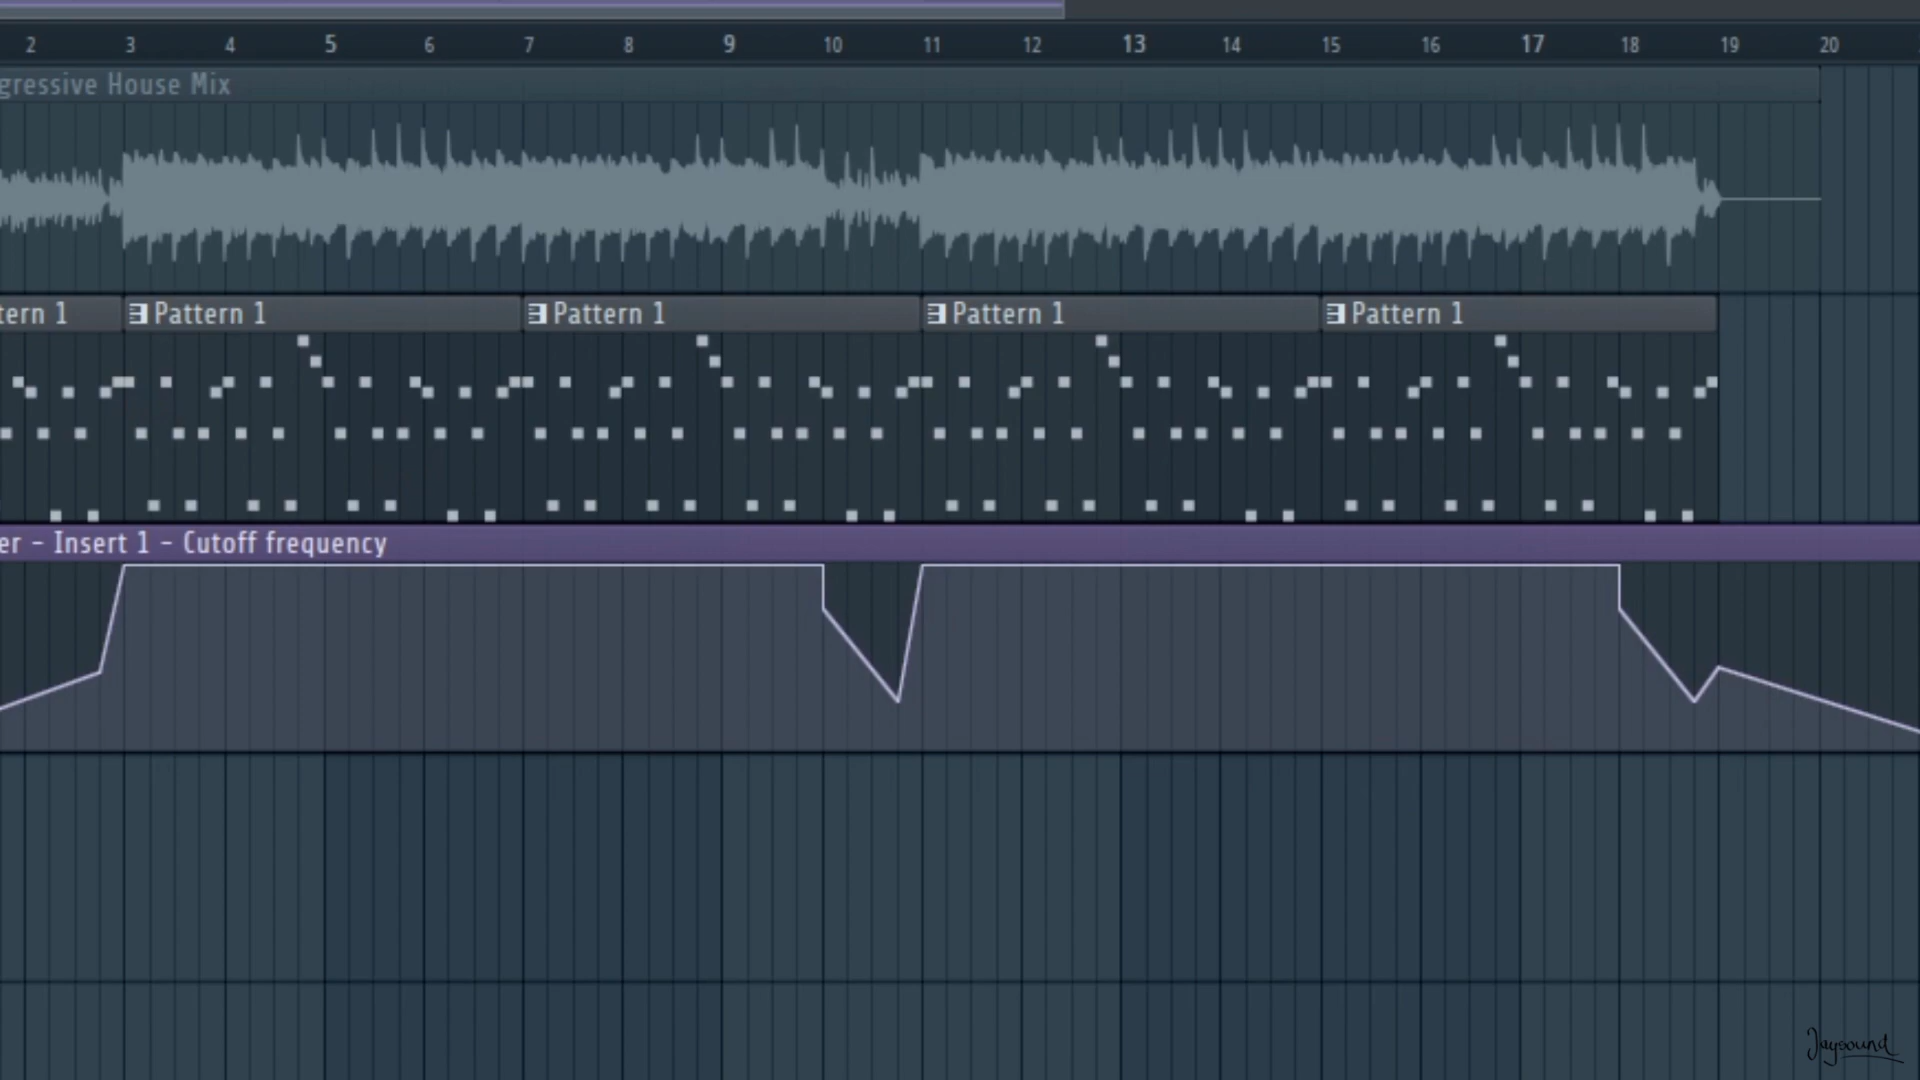 2 3 4 5 6 7 8 9 10 11 12 13 14 15 16 17 18 19 20
gressive House Mix
tern 1 Pattern 1 Pattern 1 Pattern 1 Pattern 1
er - Insert 1 - Cutoff frequency
Jaysound